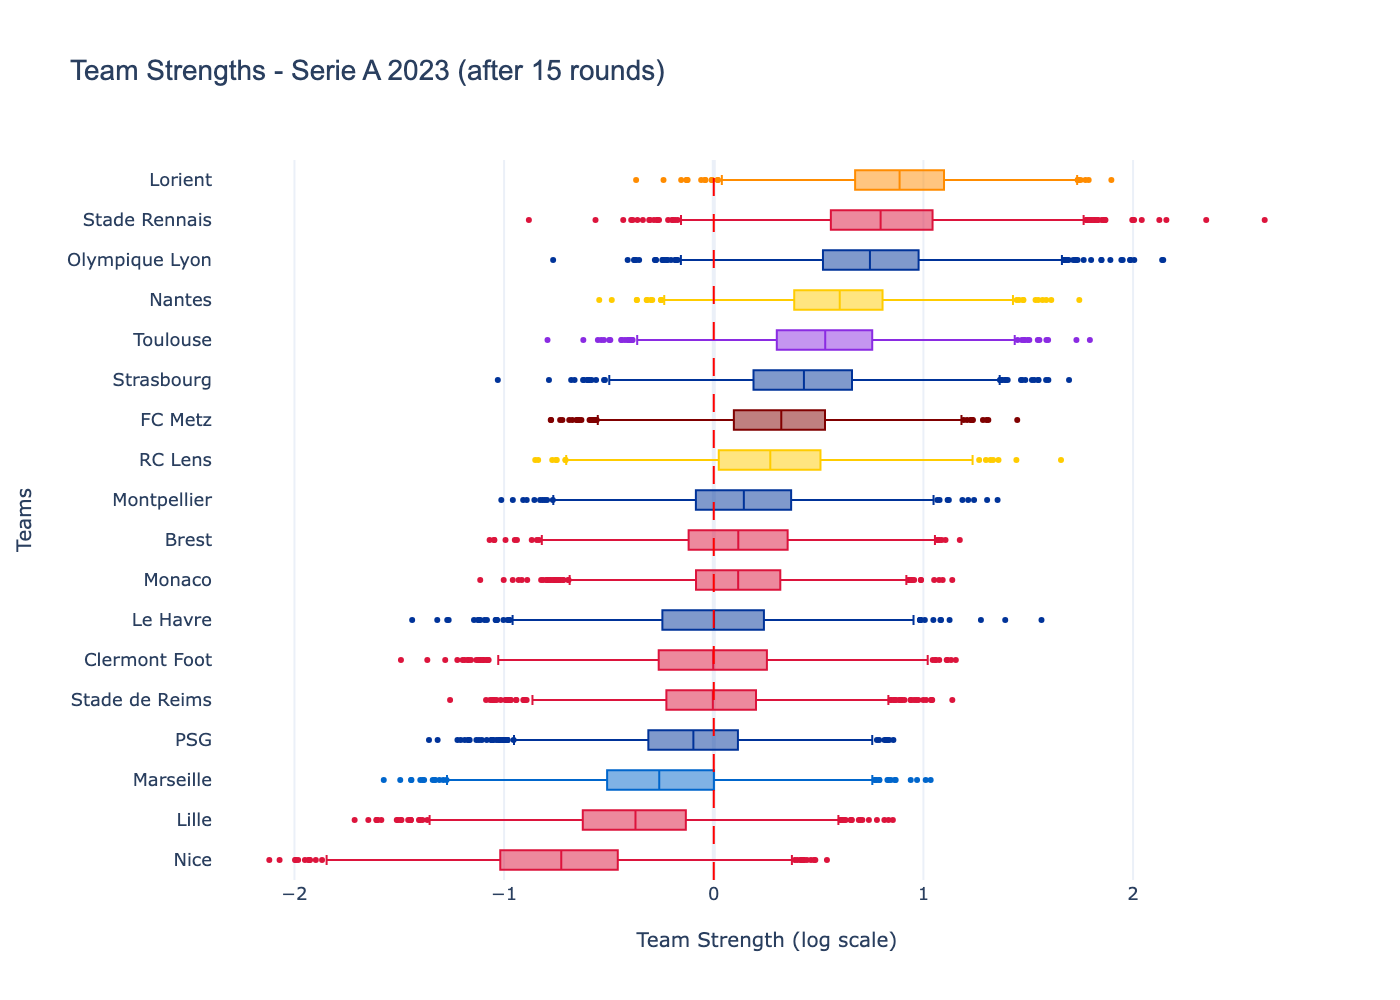 Team Strengths - Serie A 2023 (after 15 rounds)
Lorient
Stade Rennais
Olympique Lyon
Nantes
Toulouse
Strasbourg
FC Metz
RC Lens
Montpellier
Brest
Monaco
Le Havre
Clermont Foot
Stade de Reims
PSG
Marseille
Lille
Nice
Teams
−2 −1 0 1 2
Team Strength (log scale)